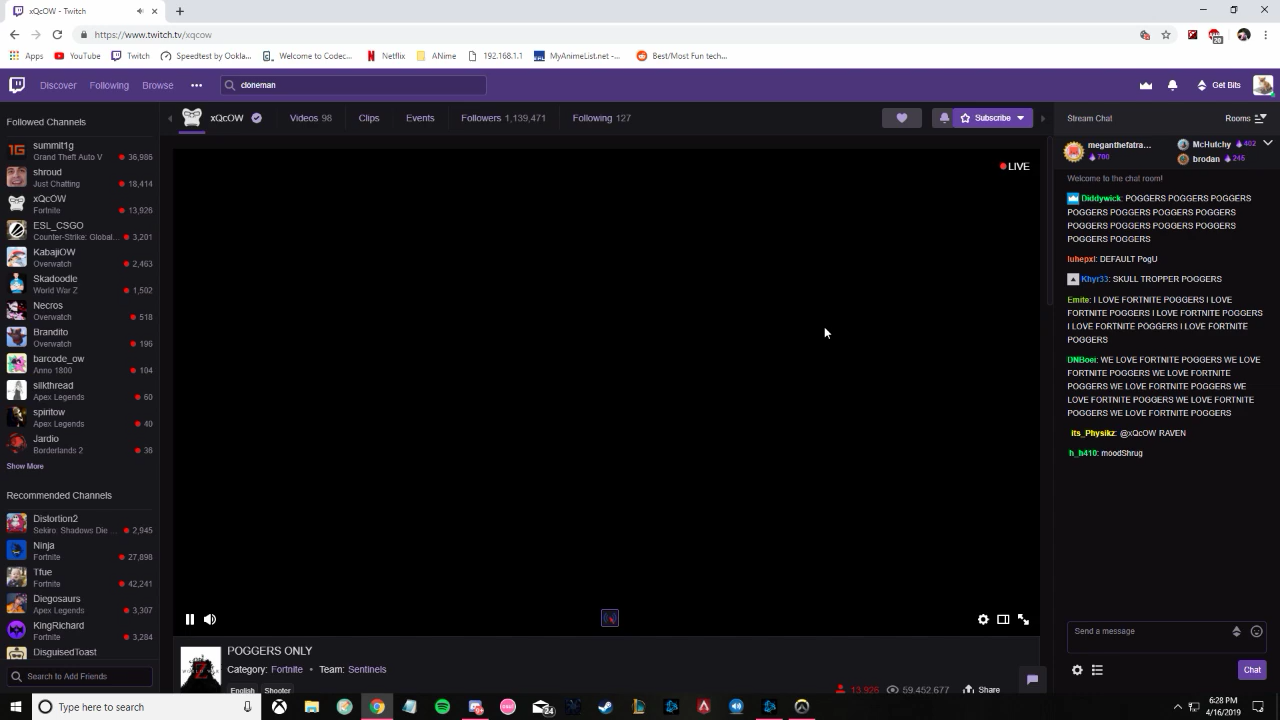 xQcOW - Twitch
https://www.twitch.tv/xqcow
Apps YouTube Twitch Speedtest by Ookla... Welcome to Codec... Netflix ANime 192.168.1.1 MyAnimeList.net -... Best/Most Fun tech...
Discover Following Browse ••• cloneman Get Bits
Followed Channels
xQcOW Videos 98 Clips Events Followers 1,139,471 Following 127 Subscribe
Stream Chat Rooms
summit1g
Grand Theft Auto V 36,986
shroud
Just Chatting 18,414
xQcOW
Fortnite 13,926
ESL_CSGO
Counter-Strike: Global... 3,201
KabajiOW
Overwatch 2,463
Skadoodle
World War Z 1,502
Necros
Overwatch 518
Brandito
Overwatch 196
barcode_ow
Anno 1800 104
silkthread
Apex Legends 60
spiritow
Apex Legends 40
Jardio
Borderlands 2 36
Show More
Recommended Channels
Distortion2
Sekiro: Shadows Die ... 2,945
Ninja
Fortnite 27,898
Tfue
Fortnite 42,241
Diegosaurs
Apex Legends 3,307
KingRichard
Fortnite 3,284
DisguisedToast
Search to Add Friends
LIVE
POGGERS ONLY
Category: Fortnite • Team: Sentinels
English Shooter
13,926 59,452,677 Share
meganthefatra... McHutchy 402
700 brodan 245
Welcome to the chat room!
Diddywick: POGGERS POGGERS POGGERS
POGGERS POGGERS POGGERS POGGERS
POGGERS POGGERS POGGERS POGGERS
POGGERS POGGERS
luhepxl: DEFAULT PogU
Khyr33: SKULL TROPPER POGGERS
Emite: I LOVE FORTNITE POGGERS I LOVE
FORTNITE POGGERS I LOVE FORTNITE POGGERS
I LOVE FORTNITE POGGERS I LOVE FORTNITE
POGGERS
DNBoei: WE LOVE FORTNITE POGGERS WE LOVE
FORTNITE POGGERS WE LOVE FORTNITE
POGGERS WE LOVE FORTNITE POGGERS WE
LOVE FORTNITE POGGERS WE LOVE FORTNITE
POGGERS WE LOVE FORTNITE POGGERS
its_Physikz: @xQcOW RAVEN
h_h410: moodShrug
Send a message
Chat
Type here to search
24
6:28 PM
4/16/2019